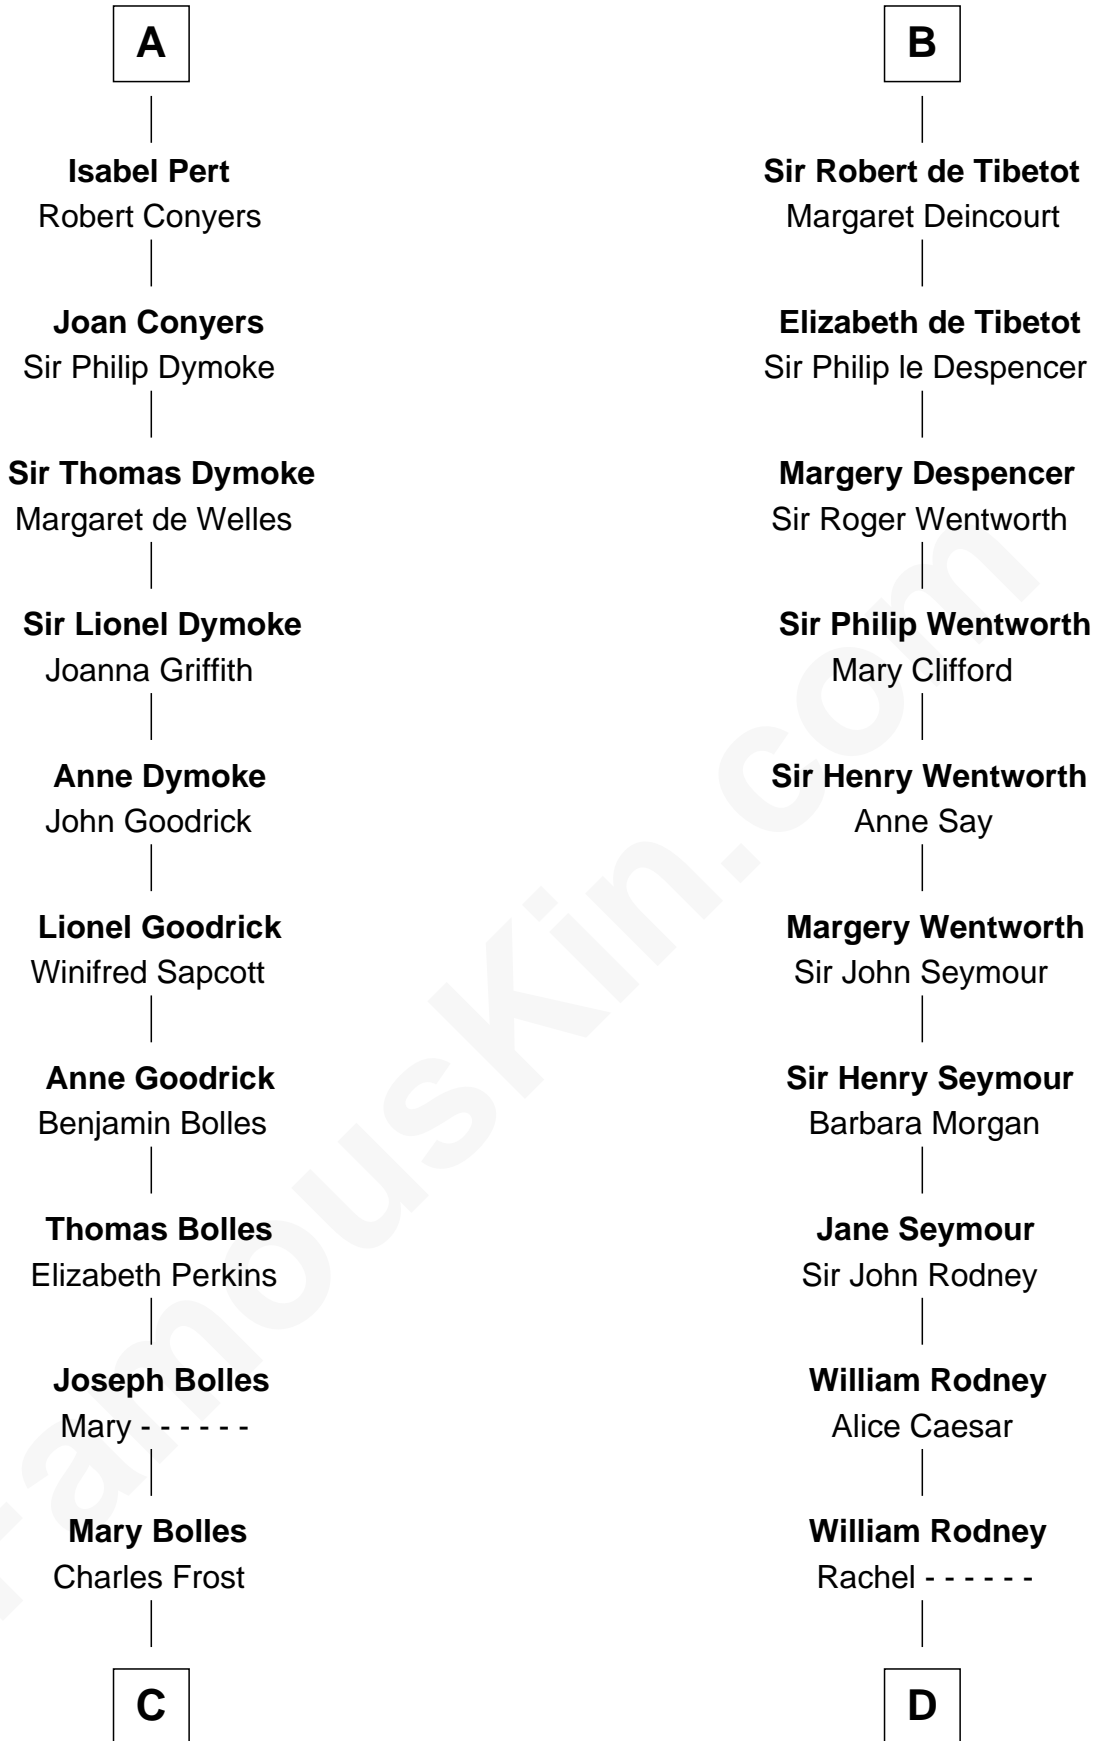 A
Isabel Pert
Robert Conyers
Joan Conyers
Sir Philip Dymoke
Sir Thomas Dymoke
Margaret de Welles
Sir Lionel Dymoke
Joanna Griffith
Anne Dymoke
John Goodrick
Lionel Goodrick
Winifred Sapcott
Anne Goodrick
Benjamin Bolles
Thomas Bolles
Elizabeth Perkins
Joseph Bolles
Mary - - - - - -
Mary Bolles
Charles Frost
C
B
Sir Robert de Tibetot
Margaret Deincourt
Elizabeth de Tibetot
Sir Philip le Despencer
Margery Despencer
Sir Roger Wentworth
Sir Philip Wentworth
Mary Clifford
Sir Henry Wentworth
Anne Say
Margery Wentworth
Sir John Seymour
Sir Henry Seymour
Barbara Morgan
Jane Seymour
Sir John Rodney
William Rodney
Alice Caesar
William Rodney
Rachel - - - - - -
D
FamousKin.com